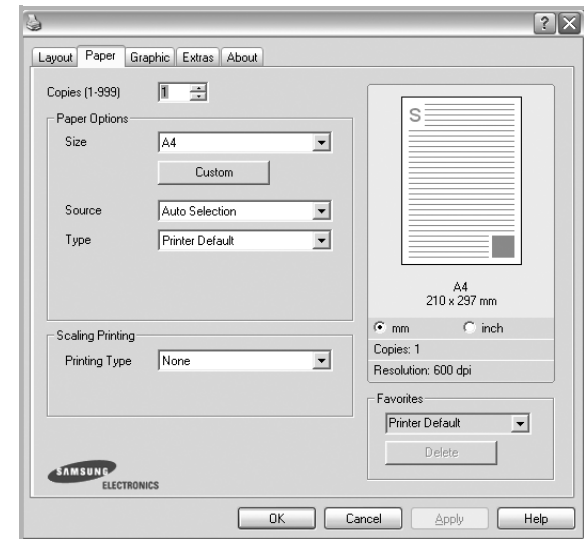 Layout Paper Graphic Extras About
Copies (1-999) 1
Paper Options
Size A4
Custom
Source Auto Selection
Type Printer Default
Scaling Printing
Printing Type None
S
A4
210 x 297 mm
mm inch
Copies: 1
Resolution: 600 dpi
Favorites
Printer Default
Delete
SAMSUNG
ELECTRONICS
OK Cancel Apply Help